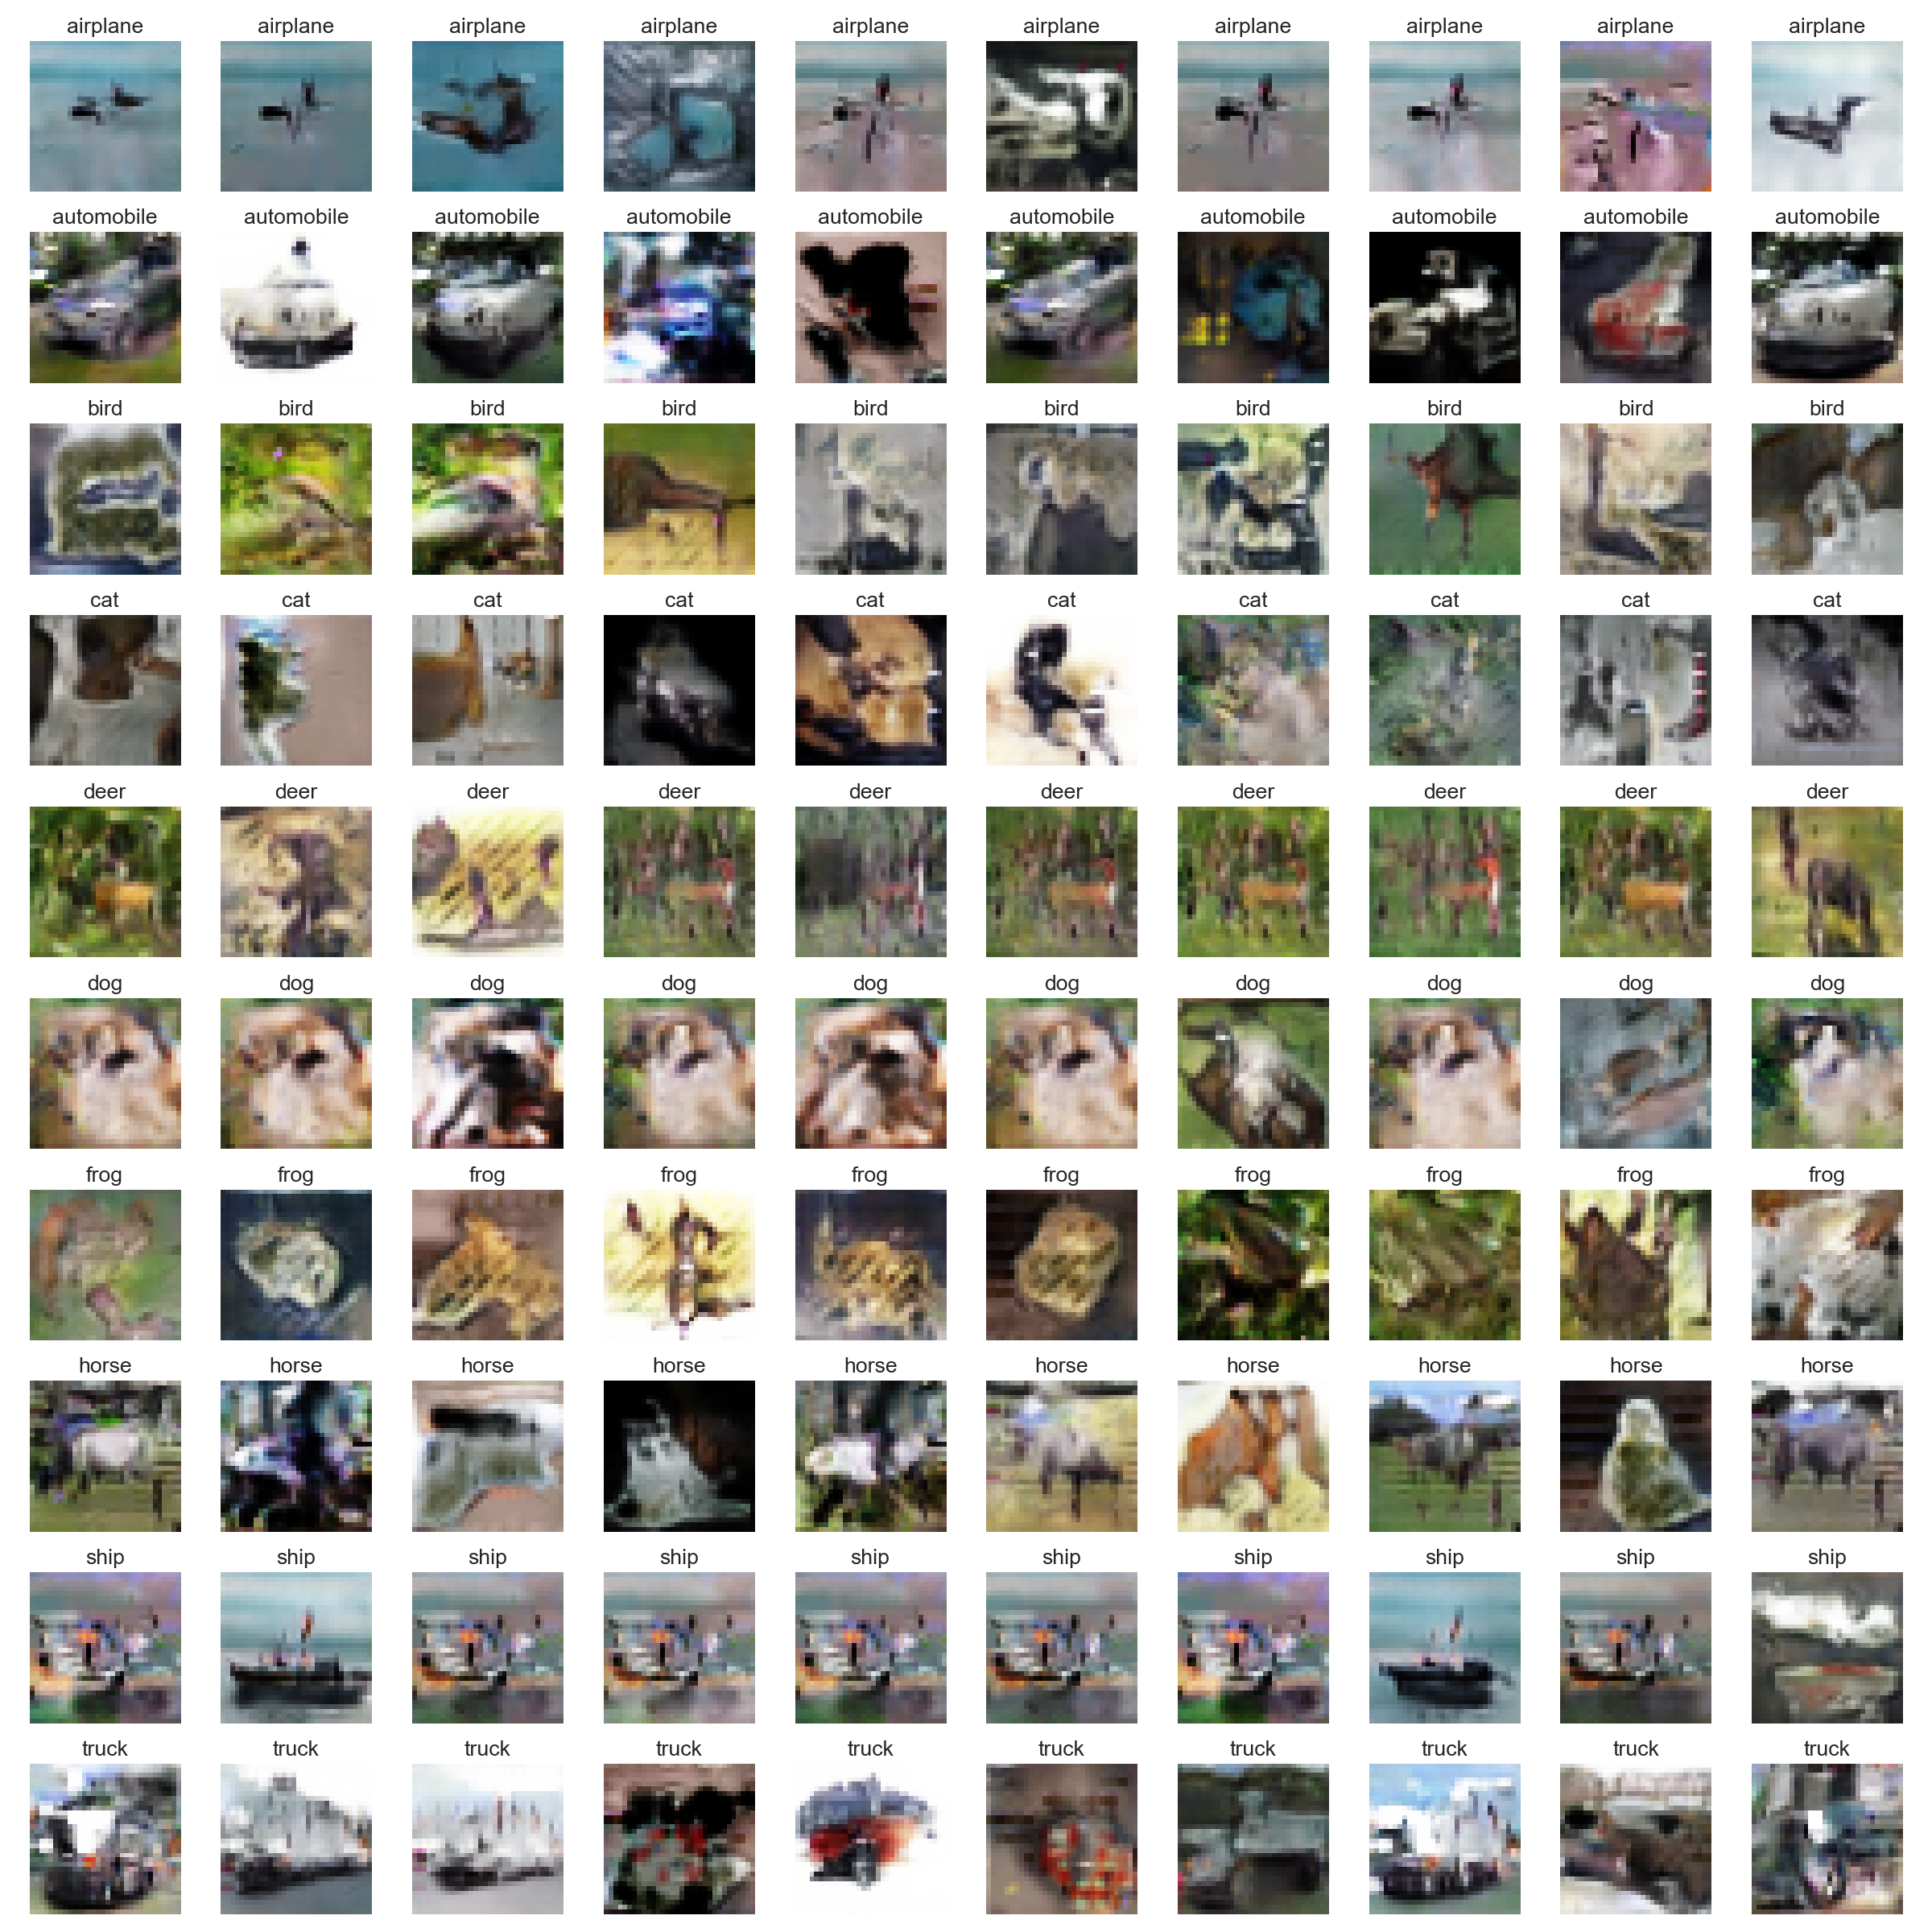 airplane airplane airplane airplane airplane airplane airplane airplane airplane airplane
automobile automobile automobile automobile automobile automobile automobile automobile automobile automobile
bird bird bird bird bird bird bird bird bird bird
cat cat cat cat cat cat cat cat cat cat
deer deer deer deer deer deer deer deer deer deer
dog dog dog dog dog dog dog dog dog dog
frog frog frog frog frog frog frog frog frog frog
horse horse horse horse horse horse horse horse horse horse
ship ship ship ship ship ship ship ship ship ship
truck truck truck truck truck truck truck truck truck truck